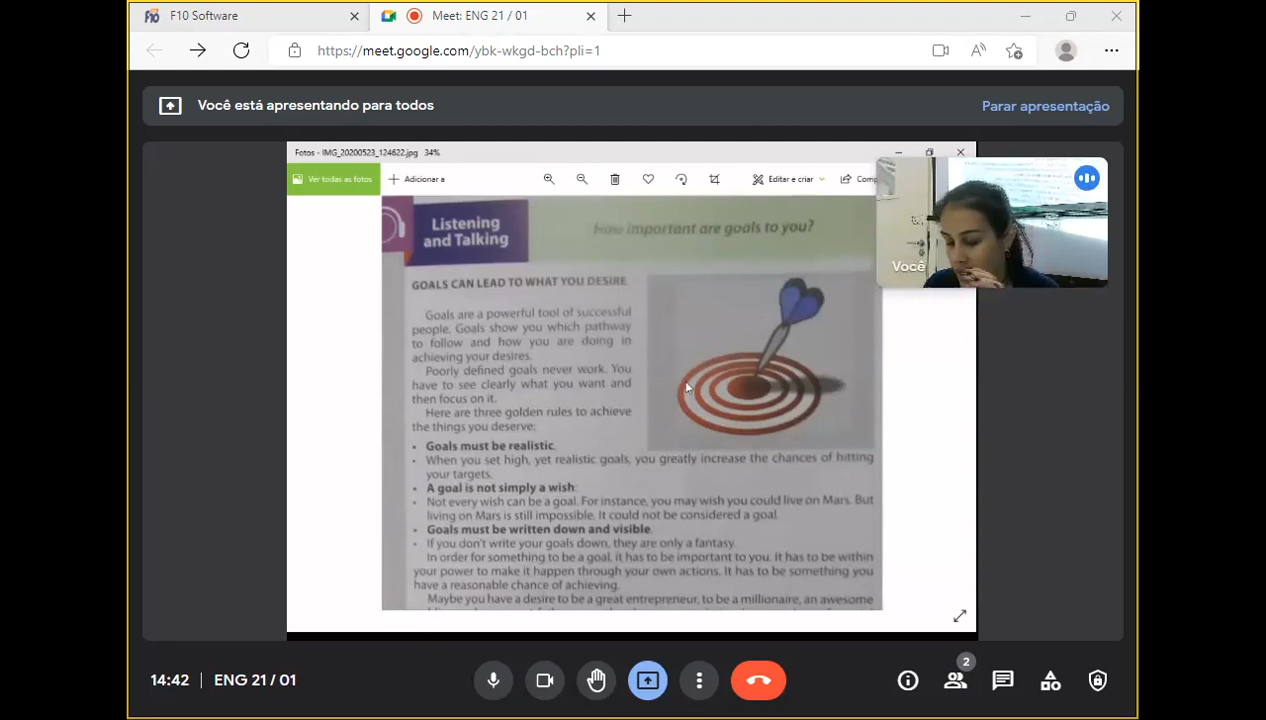 F10 Software
Meet: ENG 21 / 01
https://meet.google.com/ybk-wkgd-bch?pli=1
Você está apresentando para todos
Parar apresentação
Fotos - IMG_20200523_124622.jpg 34%
Ver todas as fotos
Adicionar a
Editar e criar
Comp
Você
Listening
and Talking
How important are goals to you?
GOALS CAN LEAD TO WHAT YOU DESIRE
Goals are a powerful tool of successful
people. Goals show you which pathway
to follow and how you are doing in
achieving your desires.
Poorly defined goals never work. You
have to see clearly what you want and
then focus on it.
Here are three golden rules to achieve
the things you deserve:
• Goals must be realistic.
• When you set high, yet realistic goals, you greatly increase the chances of hitting
your targets.
• A goal is not simply a wish:
• Not every wish can be a goal. For instance, you may wish you could live on Mars. But
living on Mars is still impossible. It could not be considered a goal.
• Goals must be written down and visible.
• If you don't write your goals down, they are only a fantasy.
In order for something to be a goal, it has to be important to you. It has to be within
your power to make it happen through your own actions. It has to be something you
have a reasonable chance of achieving.
Maybe you have a desire to be a great entrepreneur, to be a millionaire, an awesome
14:42 | ENG 21 / 01
2